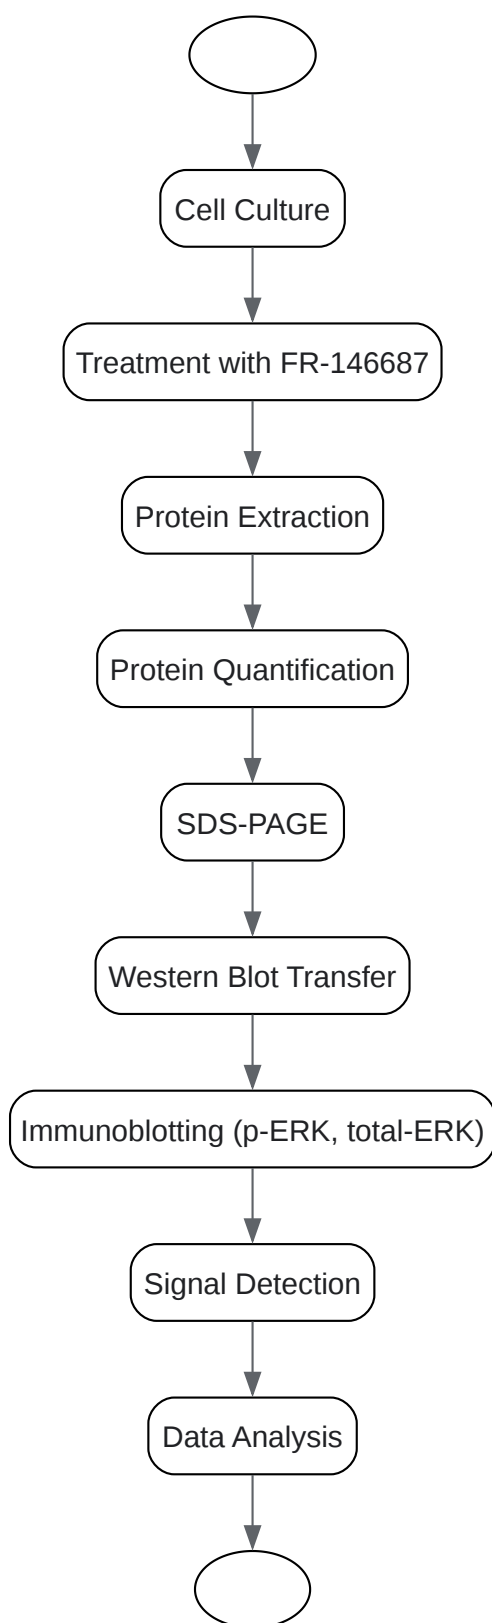 Cell Culture
Treatment with FR-146687
Protein Extraction
Protein Quantification
SDS-PAGE
Western Blot Transfer
Immunoblotting (p-ERK, total-ERK)
Signal Detection
Data Analysis